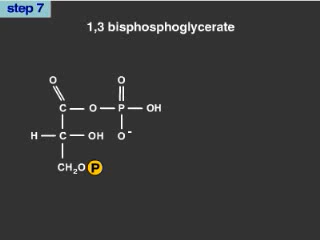 step 7
1,3 bisphosphoglycerate
O O
C O P OH
H C OH O -
CH2O P